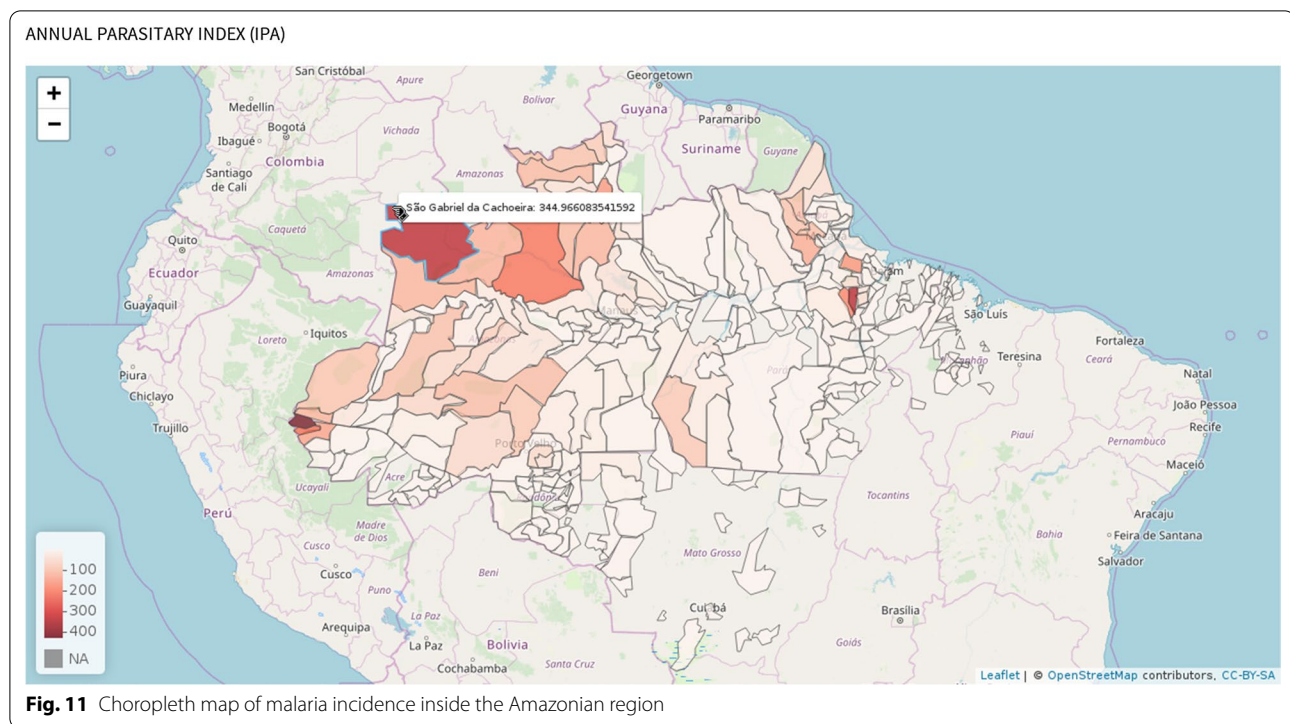 ANNUAL PARASITARY INDEX (IPA)
+
−
San Cristóbal
Apure
Georgetown
Medellín
Bolívar
Guyana
Paramaribo
Bogotá
Vichada
Ibagué
Suriname
Guyane
Colombia
Santiago
de Cali
Amazonas
São Gabriel da Cachoeira: 344.966083541592
Caquetá
Quito
Ecuador
Amazonas
Guayaquil
São Luís
Iquitos
Loreto
Fortaleza
Teresina
Ceará
Piura
Natal
Chiclayo
João Pessoa
Trujillo
Recife
Piauí
Pernambuco
Porto Velho
Maceió
Acre
Ucayali
Tocantins
Perú
Aracaju
Madre
de Dios
Bahia
Feira de Santana
Cusco
Mato Grosso
Salvador
Cusco
Beni
Puno
Cuiabá
La Paz
Brasília
Arequipa
La Paz
Bolivia
Goiás
Santa Cruz
Cochabamba
100
200
300
400
NA
Leaflet | © OpenStreetMap contributors, CC-BY-SA
Fig. 11 Choropleth map of malaria incidence inside the Amazonian region